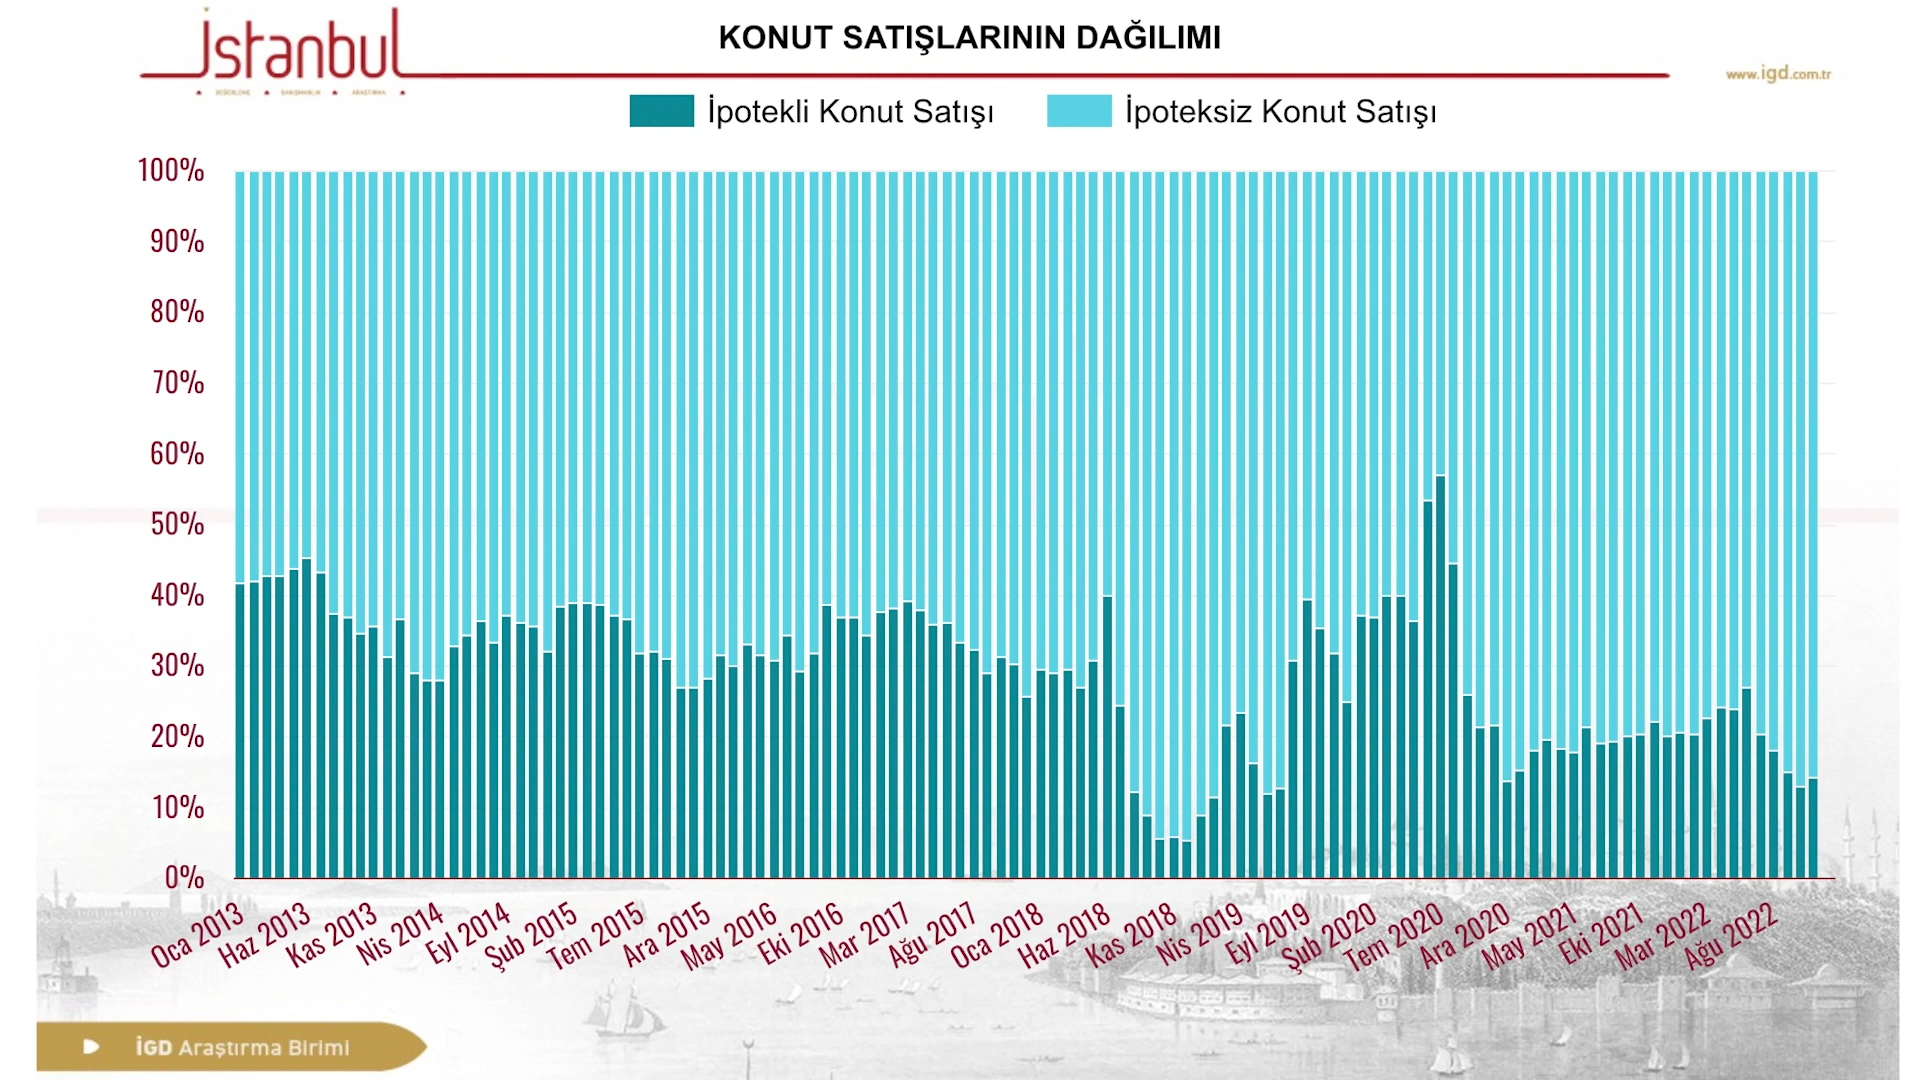 İstanbul
DEĞERLEME DANIŞMANLIK ARAŞTIRMA
KONUT SATIŞLARININ DAĞILIMI
www.igd.com.tr
İpotekli Konut Satışı İpoteksiz Konut Satışı
100%
90%
80%
70%
60%
50%
40%
30%
20%
10%
0%
Oca 2013 Haz 2013 Kas 2013 Nis 2014 Eyl 2014 Şub 2015 Tem 2015 Ara 2015 May 2016 Eki 2016 Mar 2017 Ağu 2017 Oca 2018 Haz 2018 Kas 2018 Nis 2019 Eyl 2019 Şub 2020 Tem 2020 Ara 2020 May 2021 Eki 2021 Mar 2022 Ağu 2022
İGD Araştırma Birimi